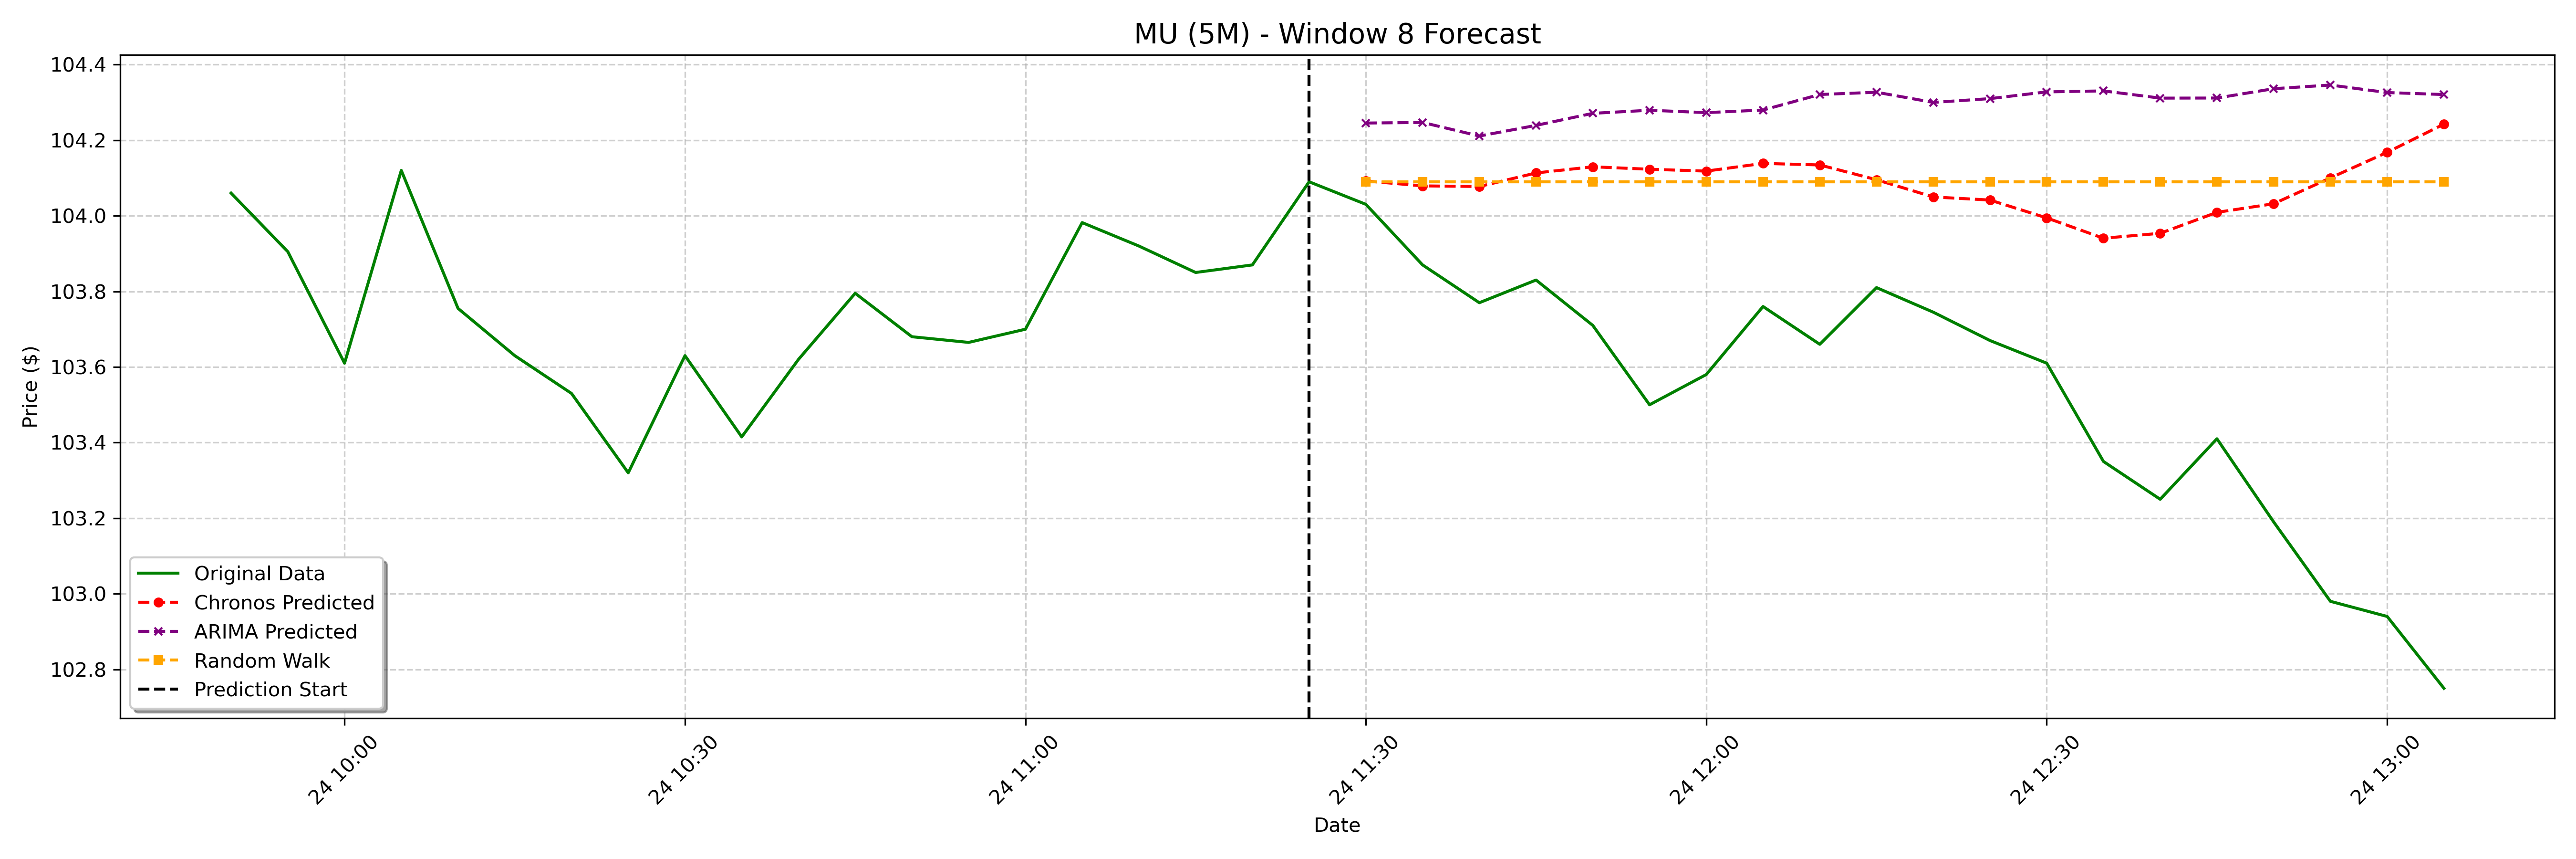 MU (5M) - Window 8 Forecast
Price ($)
104.4
104.2
104.0
103.8
103.6
103.4
103.2
103.0
102.8
Original Data
Chronos Predicted
ARIMA Predicted
Random Walk
Prediction Start
24 10:00
24 10:30
24 11:00
24 11:30
24 12:00
24 12:30
24 13:00
Date